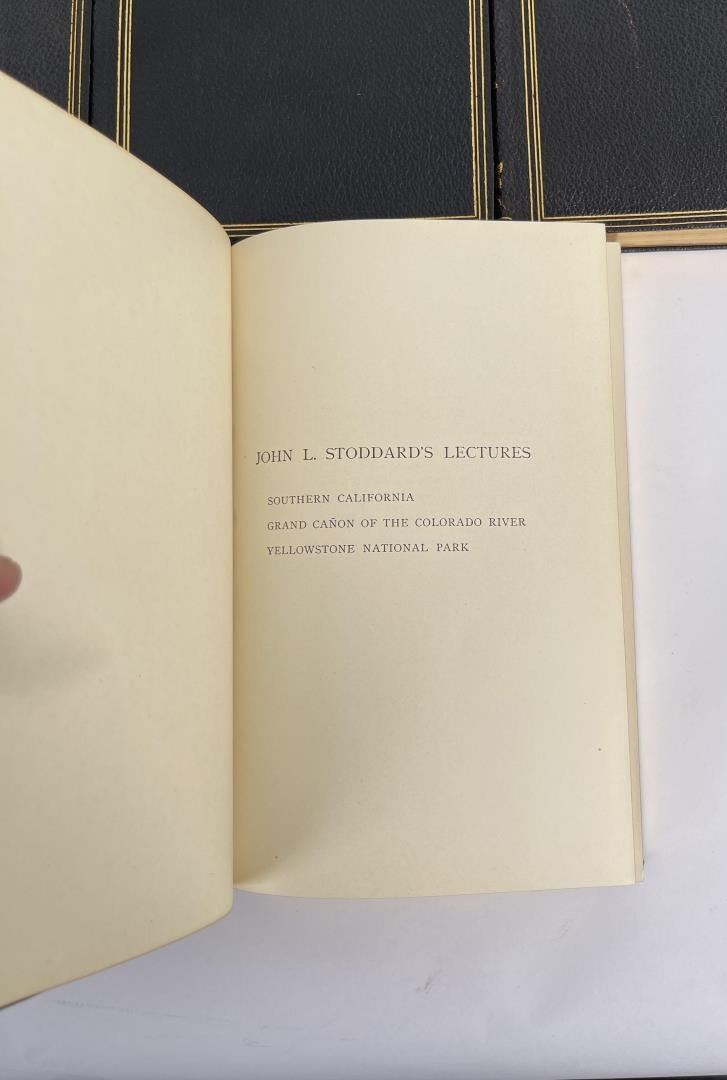 JOHN L. STODDARD'S LECTURES
SOUTHERN CALIFORNIA
GRAND CAÑON OF THE COLORADO RIVER
YELLOWSTONE NATIONAL PARK